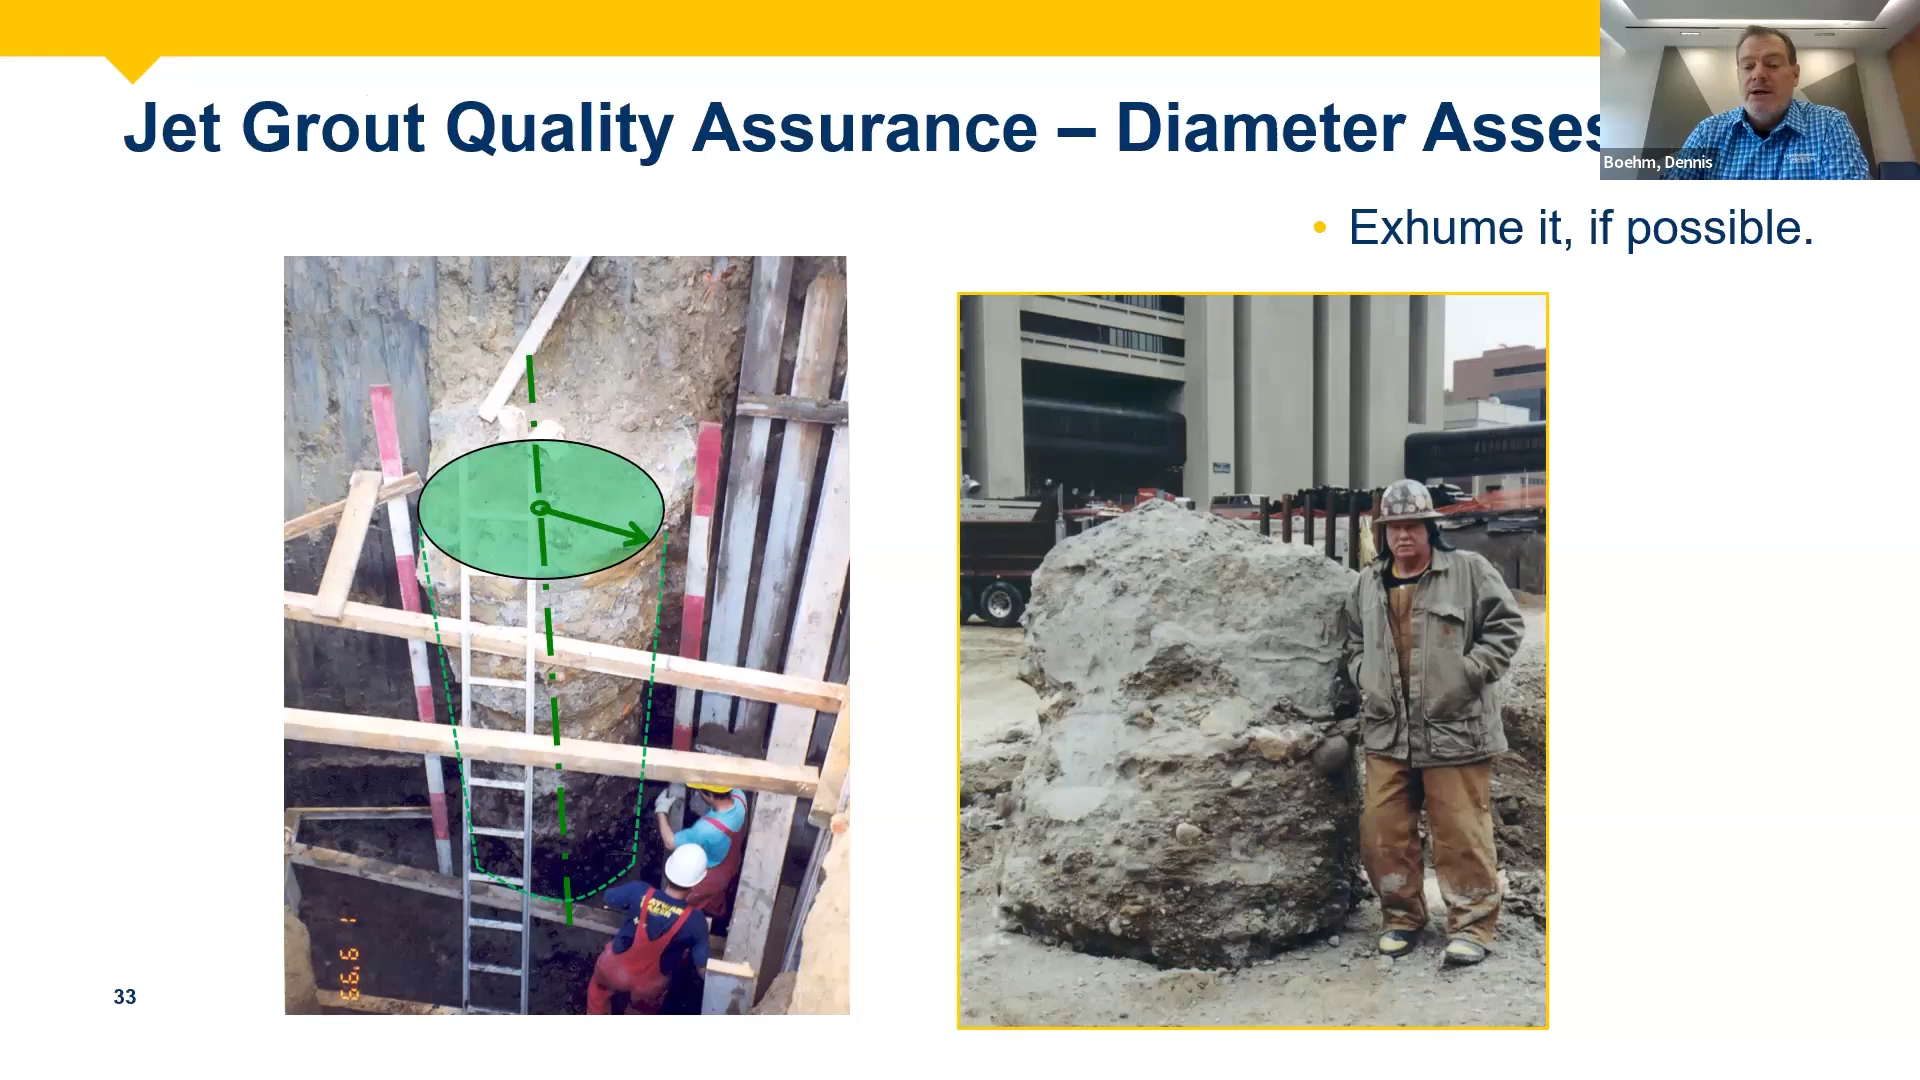 Jet Grout Quality Assurance – Diameter Asses
Boehm, Dennis
• Exhume it, if possible.
33